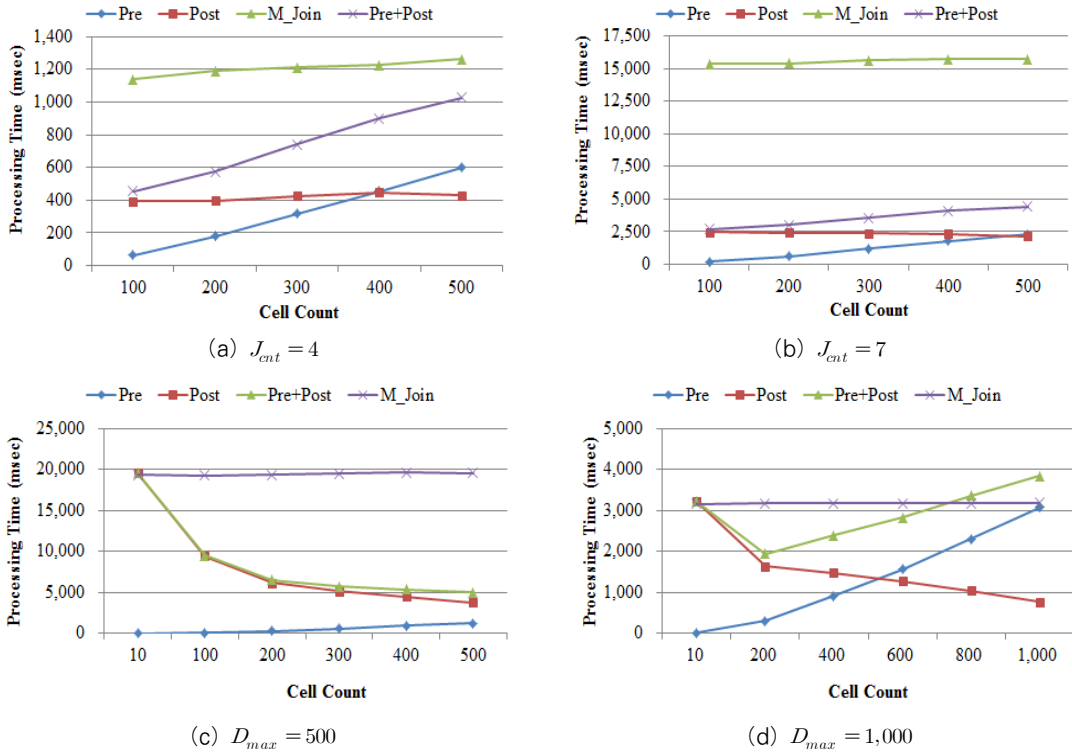 Pre Post M_Join Pre+Post
Processing Time (msec)
1,400
1,200
1,000
800
600
400
200
0
100 200 300 400 500
Cell Count
(a) J_cnt = 4
Pre Post M_Join Pre+Post
Processing Time (msec)
17,500
15,000
12,500
10,000
7,500
5,000
2,500
0
100 200 300 400 500
Cell Count
(b) J_cnt = 7
Pre Post Pre+Post M_Join
Processing Time (msec)
25,000
20,000
15,000
10,000
5,000
0
10 100 200 300 400 500
Cell Count
(c) D_max = 500
Pre Post Pre+Post M_Join
Processing Time (msec)
5,000
4,000
3,000
2,000
1,000
0
10 200 400 600 800 1,000
Cell Count
(d) D_max = 1,000